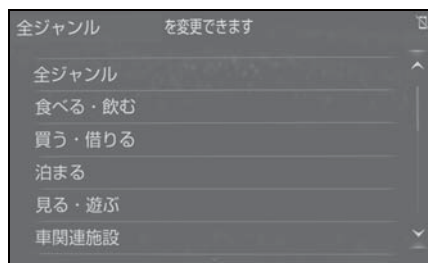 全ジャンル　を変更できます
全ジャンル
食べる・飲む
買う・借りる
泊まる
見る・遊ぶ
車関連施設